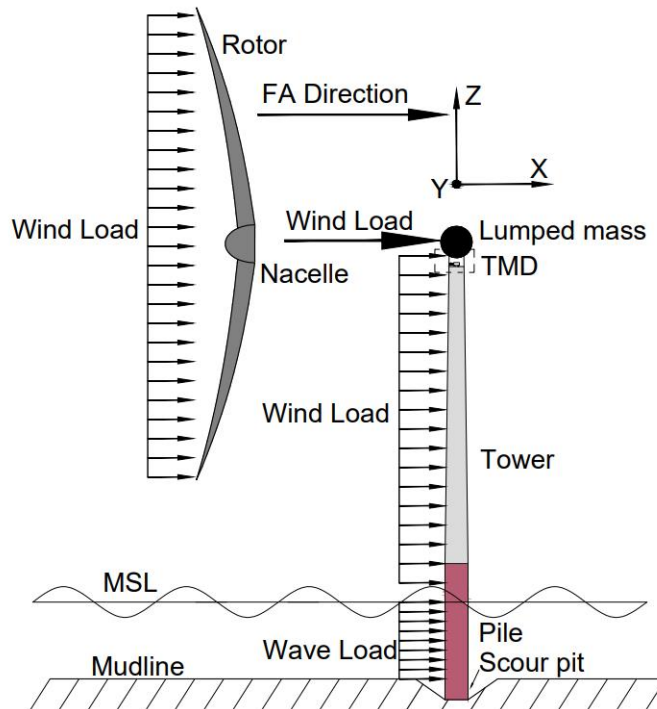 Rotor
FA Direction
Z
X
Y
Wind Load
Wind Load
Lumped mass
TMD
Nacelle
Wind Load
Tower
MSL
Wave Load
Pile
Scour pit
Mudline